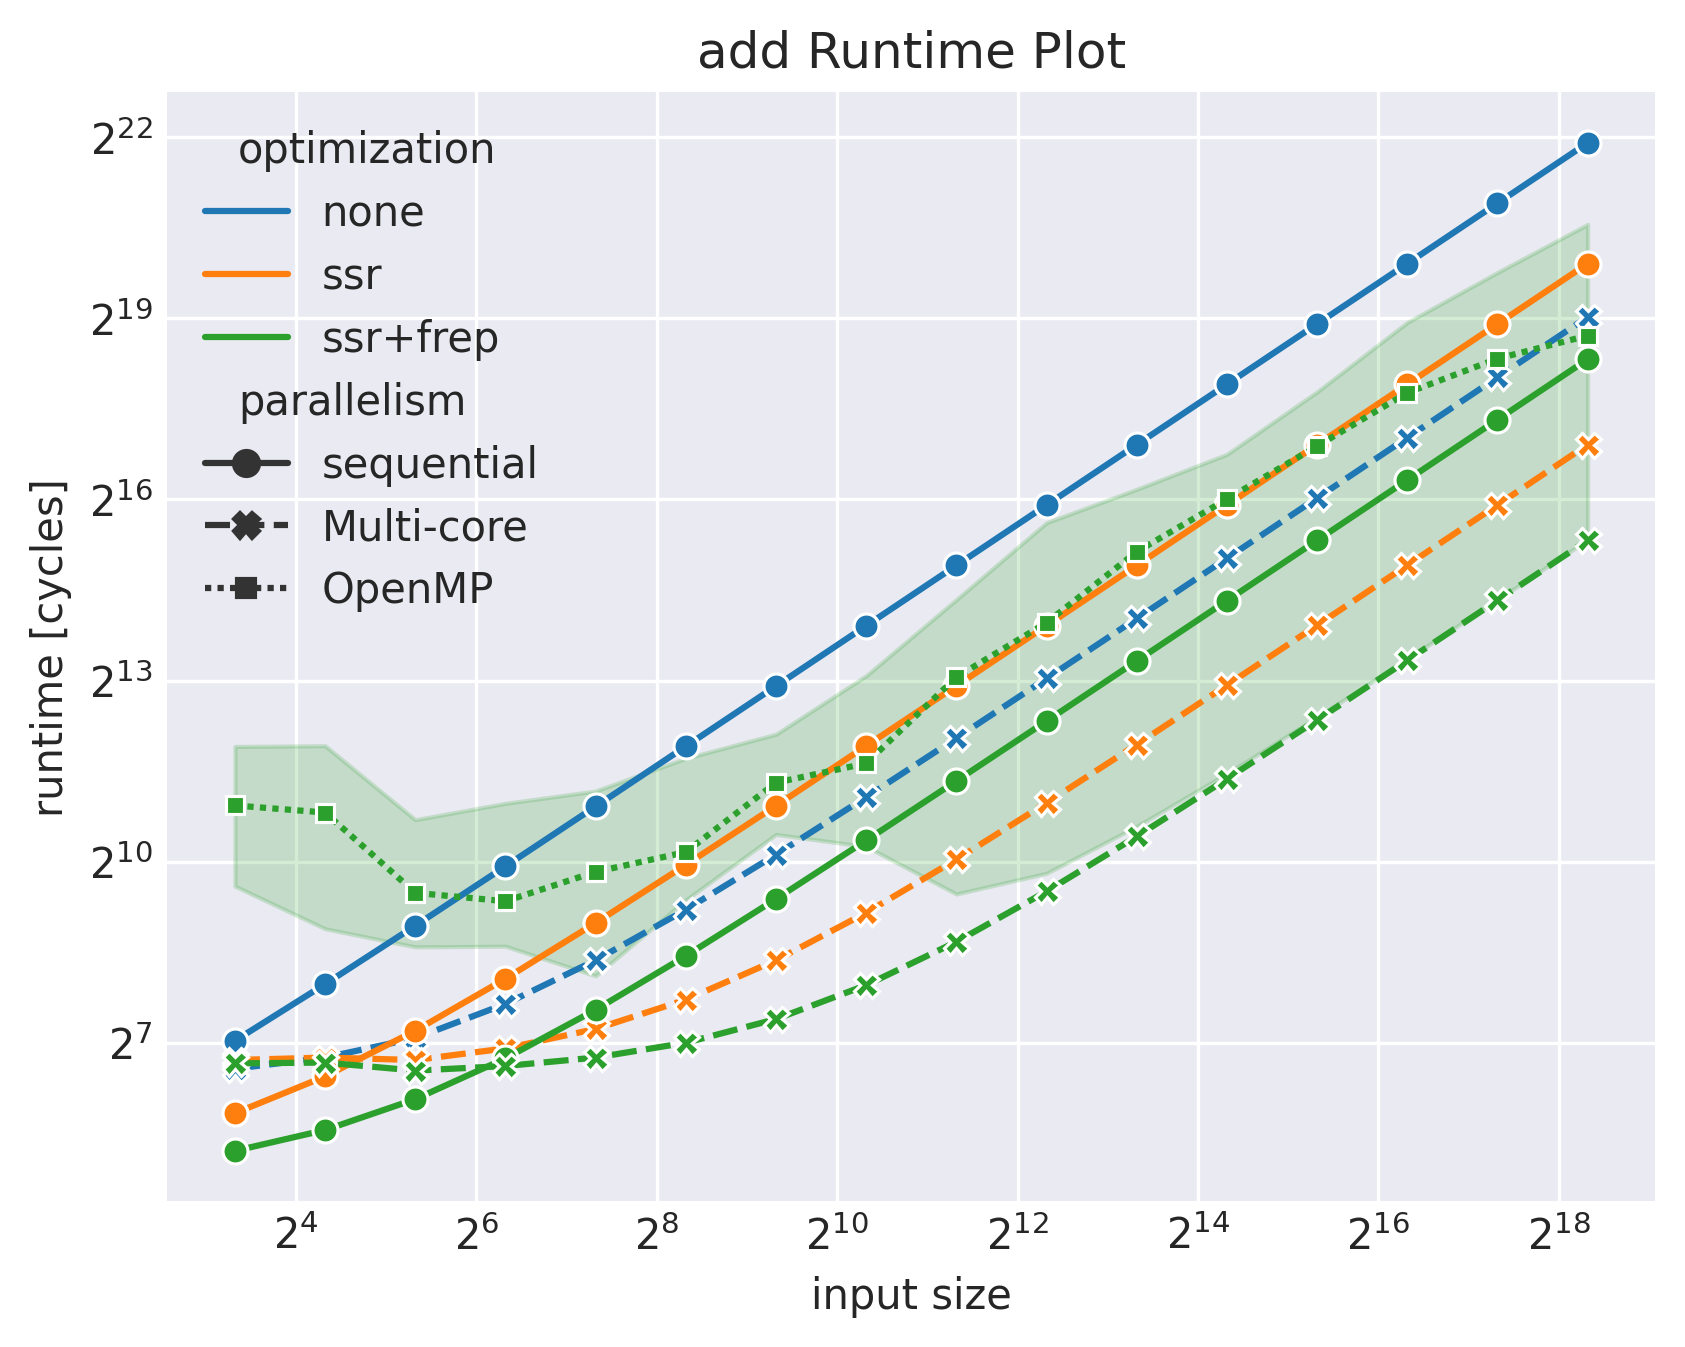 add Runtime Plot
optimization
none
ssr
ssr+frep
parallelism
sequential
Multi-core
OpenMP
runtime [cycles]
2^22
2^19
2^16
2^13
2^10
2^7
2^4 2^6 2^8 2^10 2^12 2^14 2^16 2^18
input size